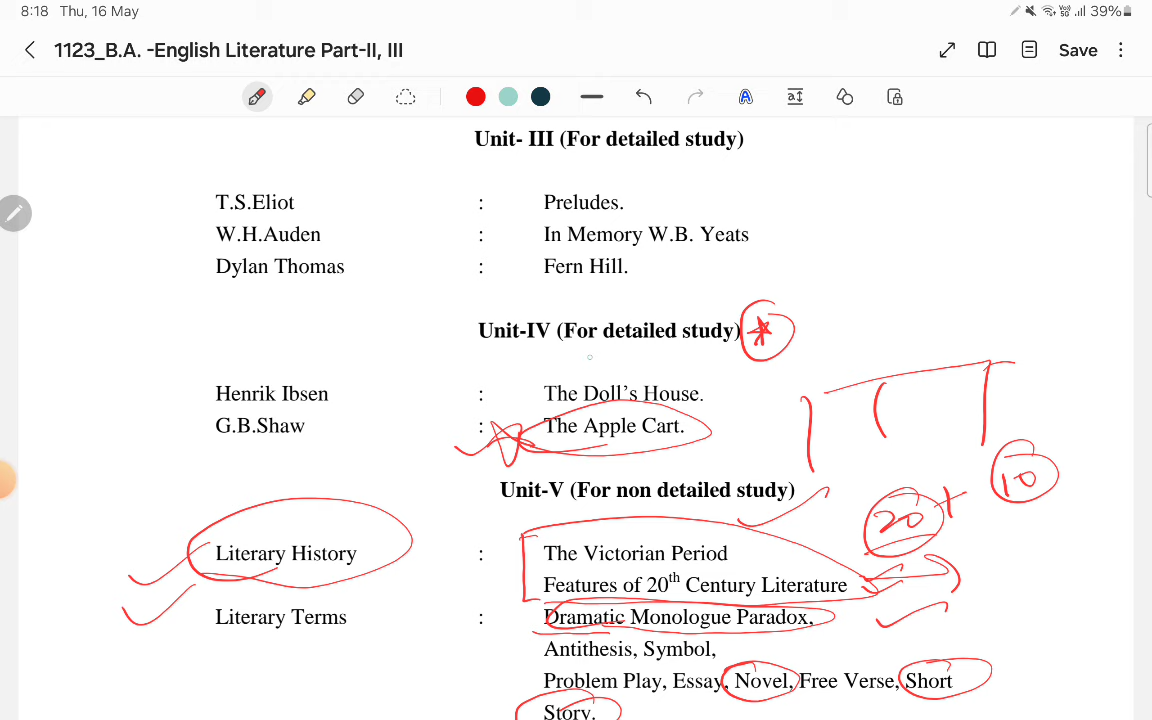 8:18 Thu, 16 May 39%
1123_B.A. -English Literature Part-II, III Save
Unit- III (For detailed study)
T.S.Eliot : Preludes.
W.H.Auden : In Memory W.B. Yeats
Dylan Thomas : Fern Hill.
Unit-IV (For detailed study)
Henrik Ibsen : The Doll’s House.
G.B.Shaw : The Apple Cart.
10
Unit-V (For non detailed study)
20 +
Literary History : The Victorian Period
Features of 20th Century Literature
Literary Terms : Dramatic Monologue Paradox,
Antithesis, Symbol,
Problem Play, Essay, Novel, Free Verse, Short
Story.